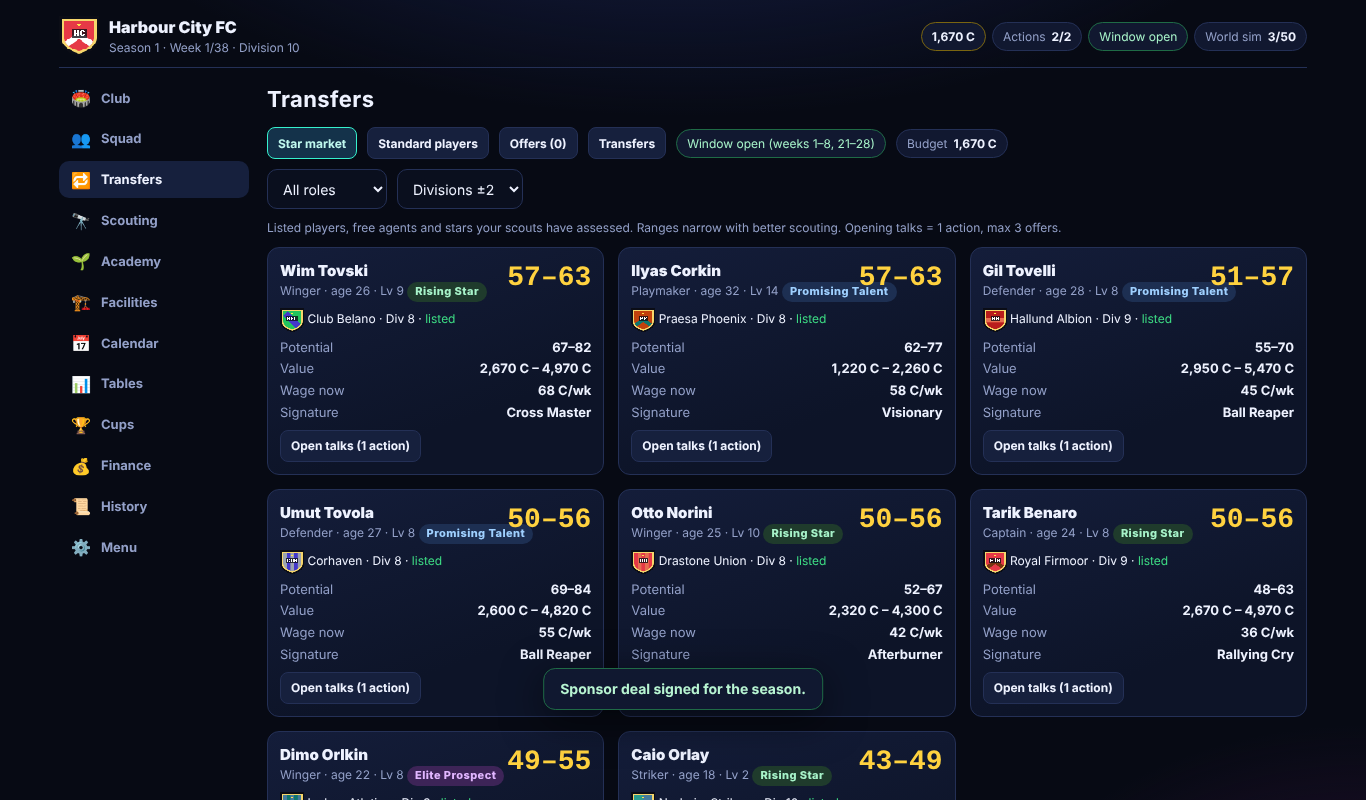 Harbour City FC
Season 1 · Week 1/38 · Division 10
1,670 C
Actions 2/2
Window open
World sim 3/50
Club
Squad
Transfers
Scouting
Academy
Facilities
Calendar
Tables
Cups
Finance
History
Menu
Transfers
Star market
Standard players
Offers (0)
Transfers
Window open (weeks 1–8, 21–28)
Budget 1,670 C
All roles
Divisions ±2
Listed players, free agents and stars your scouts have assessed. Ranges narrow with better scouting. Opening talks = 1 action, max 3 offers.
Wim Tovski
57–63
Winger · age 26 · Lv 9 Rising Star
Club Belano · Div 8 · listed
Potential 67–82
Value 2,670 C – 4,970 C
Wage now 68 C/wk
Signature Cross Master
Open talks (1 action)
Ilyas Corkin
57–63
Playmaker · age 32 · Lv 14 Promising Talent
Praesa Phoenix · Div 8 · listed
Potential 62–77
Value 1,220 C – 2,260 C
Wage now 58 C/wk
Signature Visionary
Open talks (1 action)
Gil Tovelli
51–57
Defender · age 28 · Lv 8 Promising Talent
Hallund Albion · Div 9 · listed
Potential 55–70
Value 2,950 C – 5,470 C
Wage now 45 C/wk
Signature Ball Reaper
Open talks (1 action)
Umut Tovola
50–56
Defender · age 27 · Lv 8 Promising Talent
Corhaven · Div 8 · listed
Potential 69–84
Value 2,600 C – 4,820 C
Wage now 55 C/wk
Signature Ball Reaper
Open talks (1 action)
Otto Norini
50–56
Winger · age 25 · Lv 10 Rising Star
Drastone Union · Div 8 · listed
Potential 52–67
Value 2,320 C – 4,300 C
Wage now 42 C/wk
Signature Afterburner
Tarik Benaro
50–56
Captain · age 24 · Lv 8 Rising Star
Royal Firmoor · Div 9 · listed
Potential 48–63
Value 2,670 C – 4,970 C
Wage now 36 C/wk
Signature Rallying Cry
Open talks (1 action)
Sponsor deal signed for the season.
Dimo Orlkin
49–55
Winger · age 22 · Lv 8 Elite Prospect
Caio Orlay
43–49
Striker · age 18 · Lv 2 Rising Star